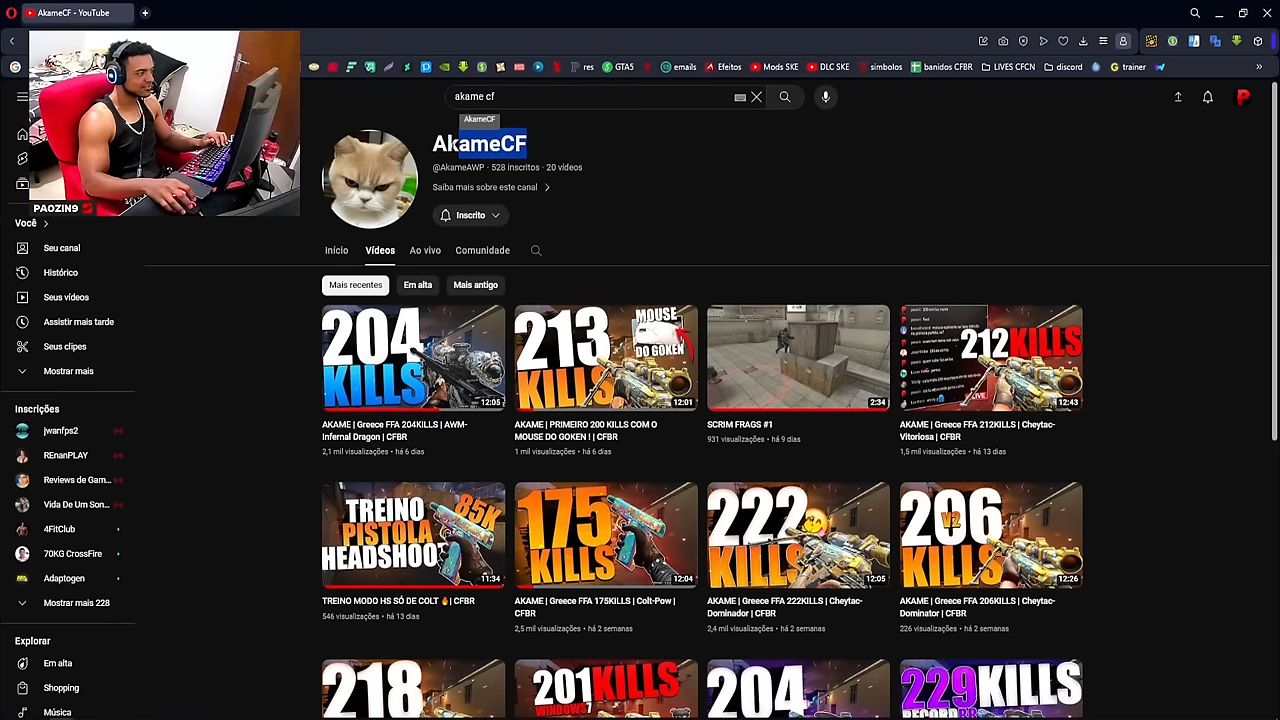 AkameCF - YouTube
res
GTA5
emails
Efeitos
Mods SKE
DLC SKE
simbolos
banidos CFBR
LIVES CFCN
discord
trainer
akame cf
AkameCF
AkameCF
@AkameAWP · 528 inscritos · 20 vídeos
Saiba mais sobre este canal
Inscrito
PAOZIN9
Início
Vídeos
Ao vivo
Comunidade
Mais recentes
Em alta
Mais antigo
Você
Seu canal
Histórico
Seus vídeos
Assistir mais tarde
Seus clipes
Mostrar mais
Inscrições
jwanfps2
REnanPLAY
Reviews de Gam...
Vida De Um Son...
4FitClub
70KG CrossFire
Adaptogen
Mostrar mais 228
Explorar
Em alta
Shopping
Música
204
KILLS
12:05
AKAME | Greece FFA 204KILLS | AWM-
Infernal Dragon | CFBR
2,1 mil visualizações • há 6 dias
213
KILLS
MOUSE
DO GOKEN
12:01
AKAME | PRIMEIRO 200 KILLS COM O
MOUSE DO GOKEN ! | CFBR
1 mil visualizações • há 6 dias
2:34
SCRIM FRAGS #1
931 visualizações • há 9 dias
212KILLS
LIVE
12:43
AKAME | Greece FFA 212KILLS | Cheytac-
Vitoriosa | CFBR
1,5 mil visualizações • há 13 dias
TREINO
PISTOLA
HEADSHOO
85K
11:34
TREINO MODO HS SÓ DE COLT 🔥| CFBR
546 visualizações • há 13 dias
175
KILLS
12:04
AKAME | Greece FFA 175KILLS | Colt-Pow |
CFBR
2,5 mil visualizações • há 2 semanas
222
KILLS
12:05
AKAME | Greece FFA 222KILLS | Cheytac-
Dominador | CFBR
2,4 mil visualizações • há 2 semanas
206
V2
KILLS
12:26
AKAME | Greece FFA 206KILLS | Cheytac-
Dominator | CFBR
226 visualizações • há 2 semanas
218
201KILLS
WINDOWS7
204
229KILLS
RECORD BR